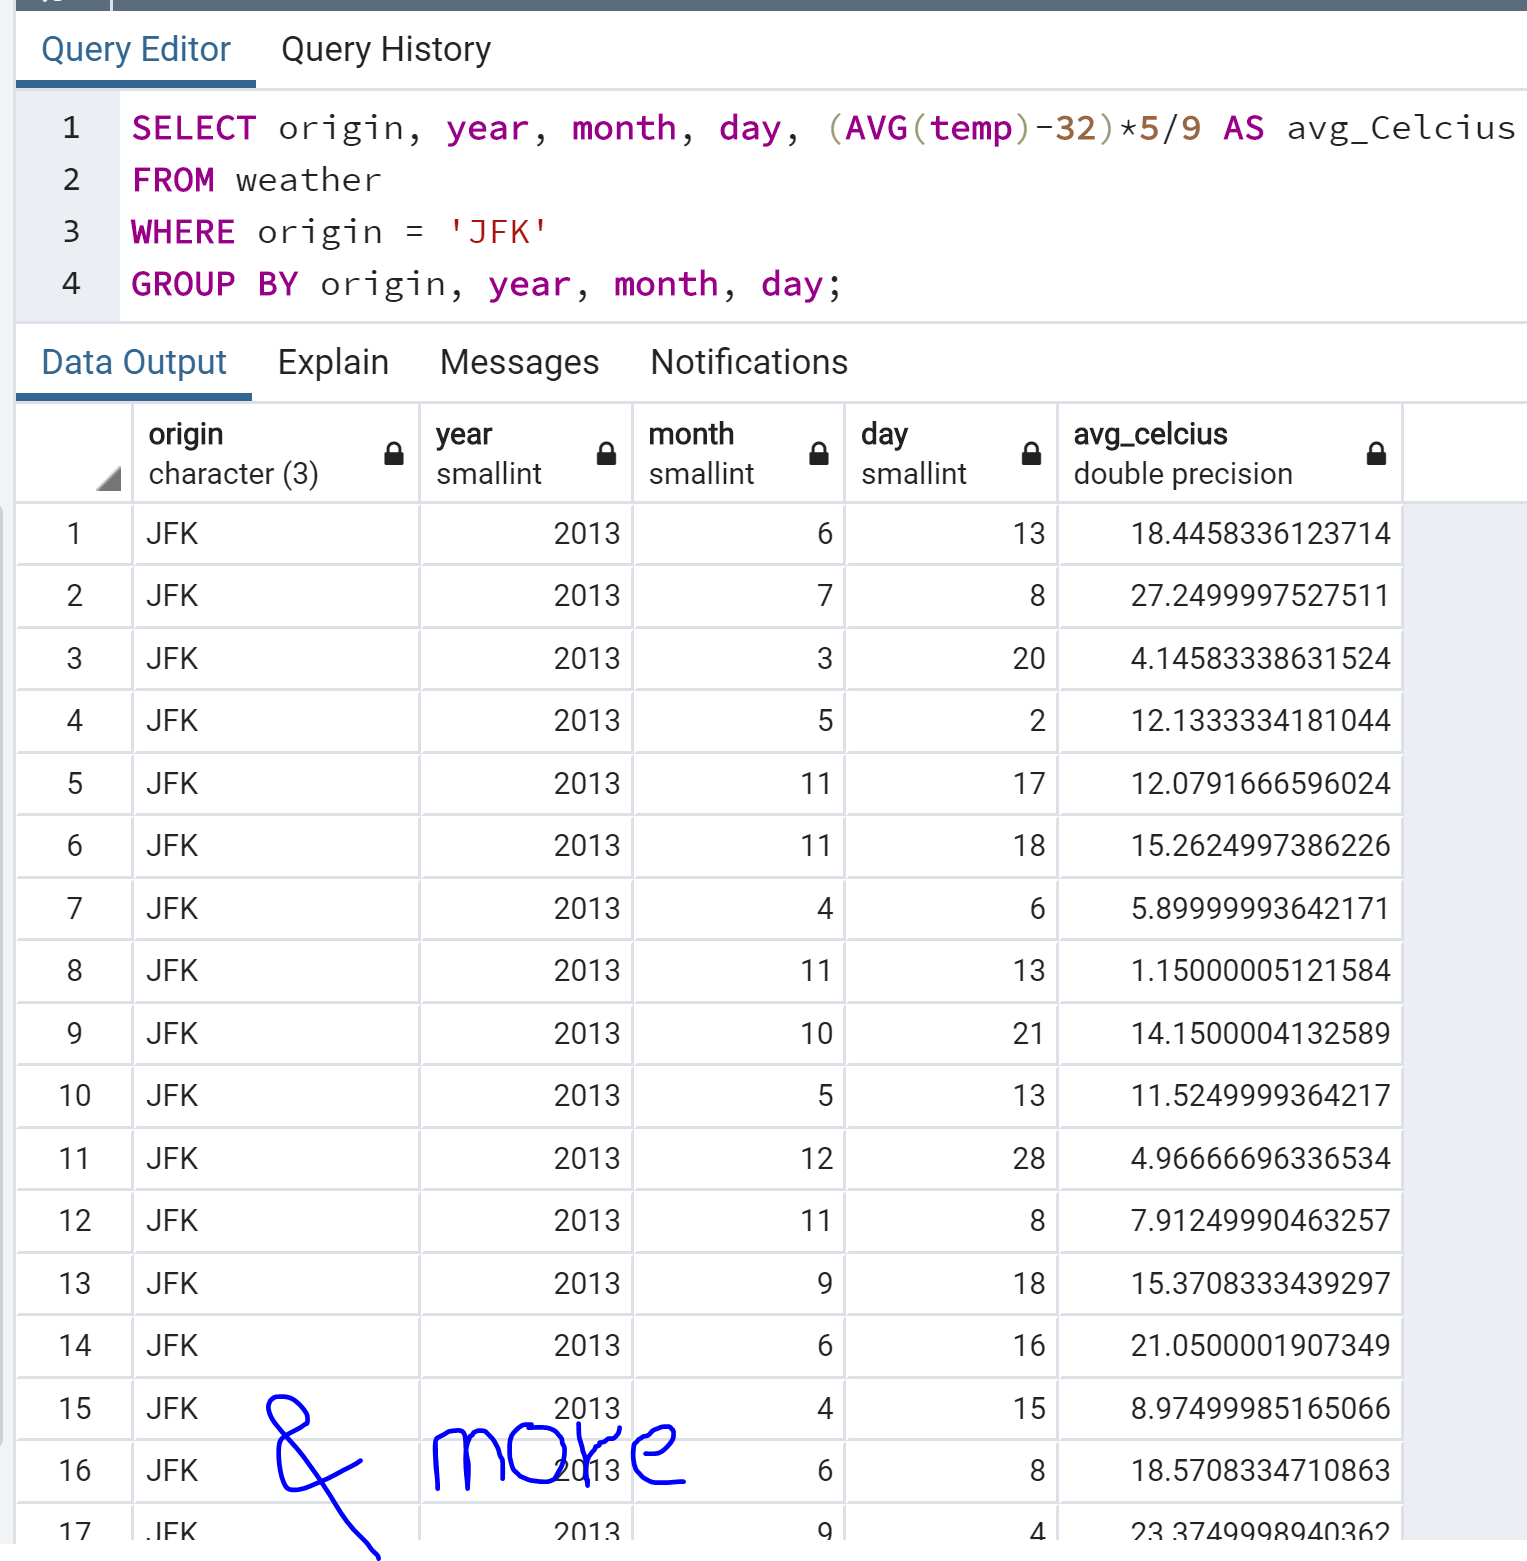 Query Editor Query History
1 SELECT origin, year, month, day, (AVG(temp)-32)*5/9 AS avg_Celcius
2 FROM weather
3 WHERE origin = 'JFK'
4 GROUP BY origin, year, month, day;
Data Output Explain Messages Notifications
origin year month day avg_celcius
character (3) smallint smallint smallint double precision
1 JFK 2013 6 13 18.4458336123714
2 JFK 2013 7 8 27.2499997527511
3 JFK 2013 3 20 4.14583338631524
4 JFK 2013 5 2 12.1333334181044
5 JFK 2013 11 17 12.0791666596024
6 JFK 2013 11 18 15.2624997386226
7 JFK 2013 4 6 5.89999993642171
8 JFK 2013 11 13 1.15000005121584
9 JFK 2013 10 21 14.1500004132589
10 JFK 2013 5 13 11.5249999364217
11 JFK 2013 12 28 4.96666696336534
12 JFK 2013 11 8 7.91249990463257
13 JFK 2013 9 18 15.3708333439297
14 JFK 2013 6 16 21.0500001907349
15 JFK 2013 4 15 8.97499985165066
& more
16 JFK 2013 6 8 18.5708334710863
17 JFK 2013 9 4 23.3749998940362